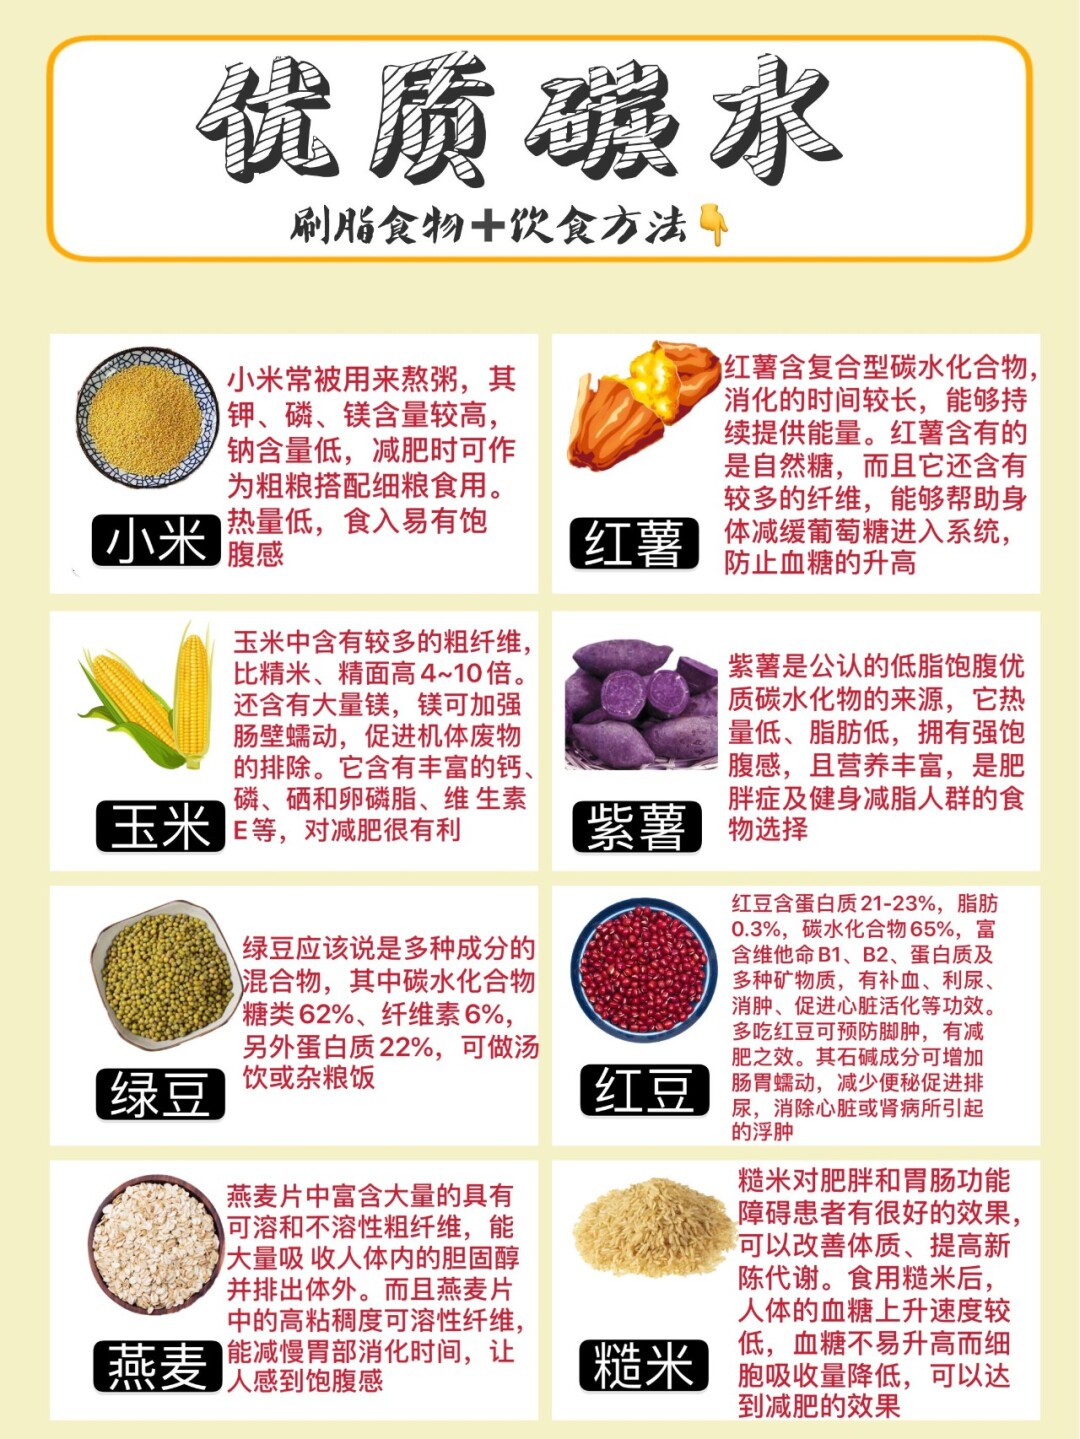 优质碳水
刷脂食物➕饮食方法👇
小米常被用来熬粥，其
钾、磷、镁含量较高，
钠含量低，减肥时可作
为粗粮搭配细粮食用。
热量低，食入易有饱
腹感
小米
红薯含复合型碳水化合物，
消化的时间较长，能够持
续提供能量。红薯含有的
是自然糖，而且它还含有
较多的纤维，能够帮助身
体减缓葡萄糖进入系统，
防止血糖的升高
红薯
玉米中含有较多的粗纤维，
比精米、精面高4~10倍。
还含有大量镁，镁可加强
肠壁蠕动，促进机体废物
的排除。它含有丰富的钙、
磷、硒和卵磷脂、维 生素
E等，对减肥很有利
玉米
紫薯是公认的低脂饱腹优
质碳水化物的来源，它热
量低、脂肪低，拥有强饱
腹感，且营养丰富，是肥
胖症及健身减脂人群的食
物选择
紫薯
绿豆应该说是多种成分的
混合物，其中碳水化合物
糖类62%、纤维素6%，
另外蛋白质22%，可做汤
饮或杂粮饭
绿豆
红豆含蛋白质21-23%，脂肪
0.3%，碳水化合物65%，富
含维他命B1、B2、蛋白质及
多种矿物质，有补血、利尿、
消肿、促进心脏活化等功效。
多吃红豆可预防脚肿，有减
肥之效。其石碱成分可增加
肠胃蠕动，减少便秘促进排
尿，消除心脏或肾病所引起
的浮肿
红豆
燕麦片中富含大量的具有
可溶和不溶性粗纤维，能
大量吸 收人体内的胆固醇
并排出体外。而且燕麦片
中的高粘稠度可溶性纤维，
能减慢胃部消化时间，让
人感到饱腹感
燕麦
糙米对肥胖和胃肠功能
障碍患者有很好的效果，
可以改善体质、提高新
陈代谢。食用糙米后，
人体的血糖上升速度较
低，血糖不易升高而细
胞吸收量降低，可以达
到减肥的效果
糙米